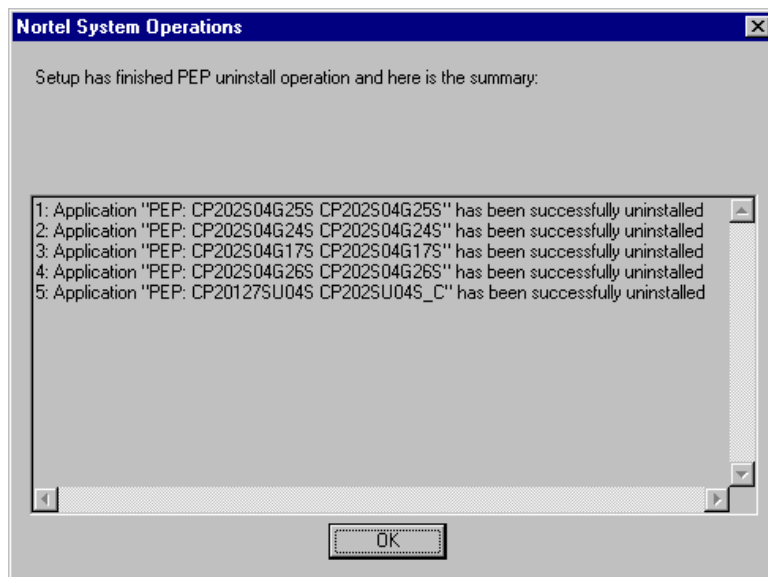 Nortel System Operations
Setup has finished PEP uninstall operation and here is the summary:
1: Application "PEP: CP202S04G25S CP202S04G25S" has been successfully uninstalled
2: Application "PEP: CP202S04G24S CP202S04G24S" has been successfully uninstalled
3: Application "PEP: CP202S04G17S CP202S04G17S" has been successfully uninstalled
4: Application "PEP: CP202S04G26S CP202S04G26S" has been successfully uninstalled
5: Application "PEP: CP20127SU04S CP202SU04S_C" has been successfully uninstalled
OK